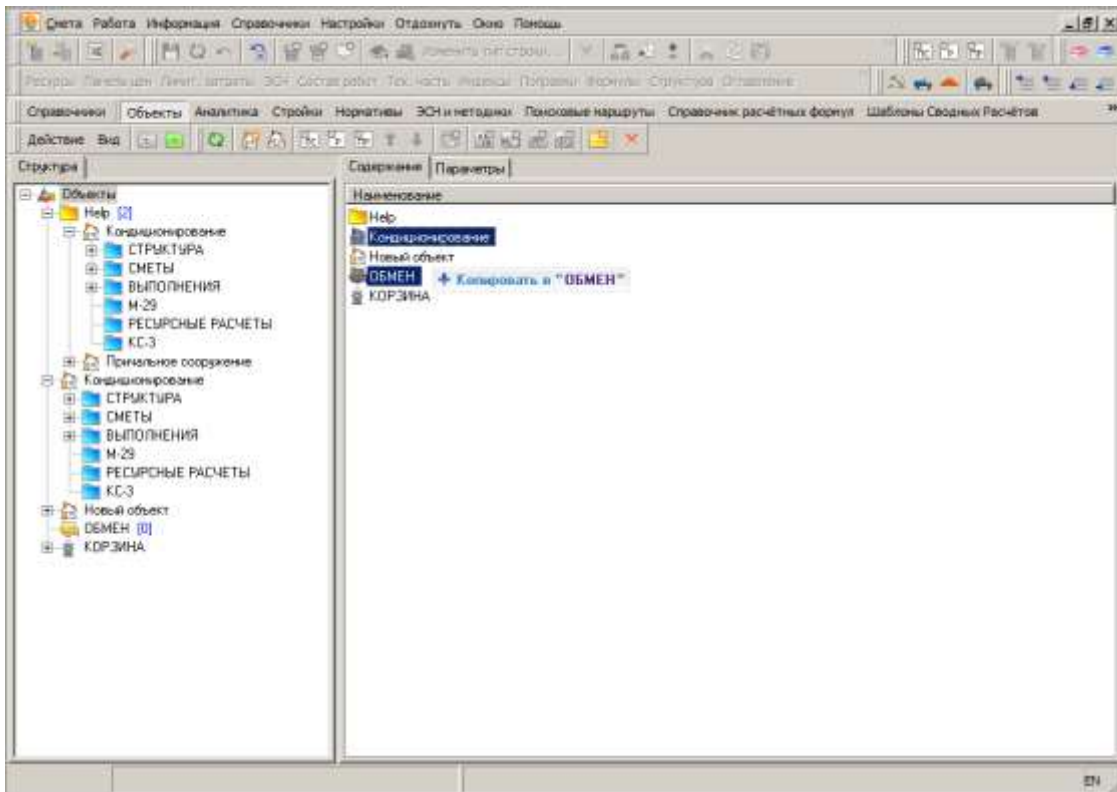 Смета Работа Информация Справочники Настройки Отдохнуть Окно Помощь
Справочники Объекты Аналитика Стройки Нормативы ЭСН и методики Поисковые маршруты Справочник расчётных формул Шаблоны Сводных Расчётов
Действие Вид
Структура
Содержание Параметры
Объекты
Help [2]
Кондиционирование
СТРУКТУРА
СМЕТЫ
ВЫПОЛНЕНИЯ
М-29
РЕСУРСНЫЕ РАСЧЕТЫ
КС-3
Причальное сооружение
Кондиционирование
СТРУКТУРА
СМЕТЫ
ВЫПОЛНЕНИЯ
М-29
РЕСУРСНЫЕ РАСЧЕТЫ
КС-3
Новый объект
ОБМЕН [0]
КОРЗИНА
Наименование
Help
Кондиционирование
Новый объект
ОБМЕН + Копировать в "ОБМЕН"
КОРЗИНА
EN